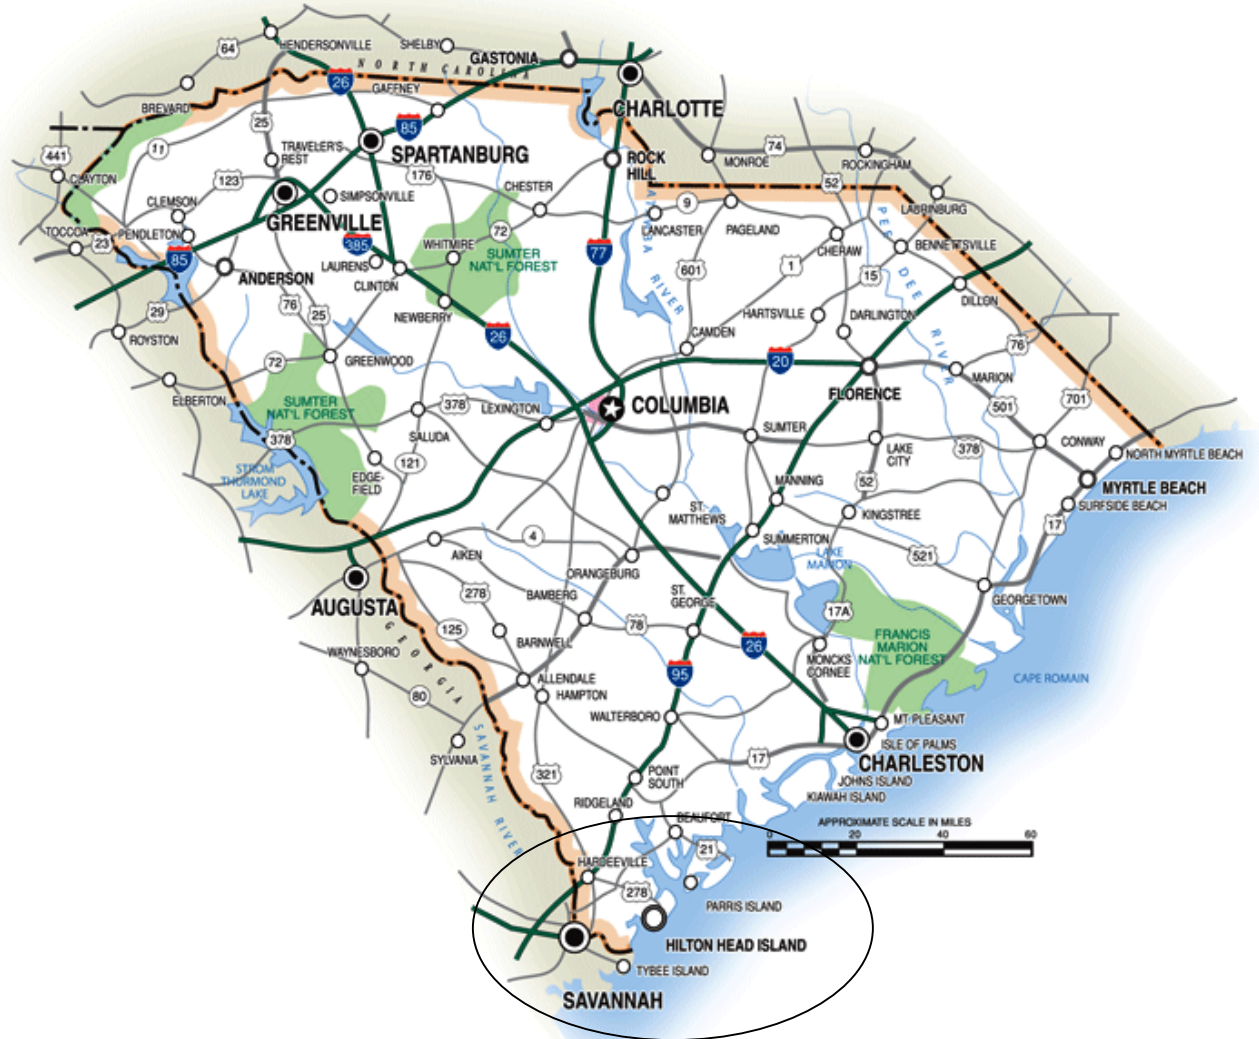 HENDERSONVILLE
SHELBY
GASTONIA
64
NORTH CAROLINA
26
GAFFNEY
BREVARD
CHARLOTTE
85
25
11
441
TRAVELER'S
REST
SPARTANBURG
ROCK
HILL
MONROE
74
ROCKINGHAM
CLAYTON
123
176
CHESTER
52
SIMPSONVILLE
CLEMSON
9
LAURINBURG
GREENVILLE
LANCASTER
PAGELAND
TOCCOA
23
PENDLETON
72
CATAWBA
RIVER
CHERAW
PEE
DEE
RIVER
BENNETTSVILLE
385
WHITMIRE
SUMTER
NAT'L FOREST
77
85
LAURENS
ANDERSON
CLINTON
601
1
15
DILLON
29
76
25
NEWBERRY
HARTSVILLE
DARLINGTON
ROYSTON
26
CAMDEN
76
72
GREENWOOD
20
MARION
ELBERTON
SUMTER
NAT'L FOREST
378
LEXINGTON
COLUMBIA
FLORENCE
501
701
378
SALUDA
SUMTER
LAKE
CITY
378
CONWAY
NORTH MYRTLE BEACH
STROM
THURMOND
LAKE
121
EDGE-
FIELD
MANNING
52
MYRTLE BEACH
SURFSIDE BEACH
ST.
MATTHEWS
KINGSTREE
17
4
SUMMERTON
AIKEN
LAKE
MARION
521
ORANGEBURG
AUGUSTA
278
BAMBERG
ST.
GEORGE
17A
GEORGETOWN
GEORGIA
125
BARNWELL
78
26
FRANCIS
MARION
NAT'L FOREST
WAYNESBORO
MONCKS
CORNEE
95
ALLENDALE
HAMPTON
CAPE ROMAIN
80
WALTERBORO
MT PLEASANT
SAVANNAH RIVER
SYLVANIA
ISLE OF PALMS
17
CHARLESTON
321
POINT
SOUTH
JOHNS ISLAND
KIAWAH ISLAND
RIDGELAND
BEAUFORT
APPROXIMATE SCALE IN MILES
0 20 40 60
21
HARDEEVILLE
278
PARRIS ISLAND
HILTON HEAD ISLAND
TYBEE ISLAND
SAVANNAH